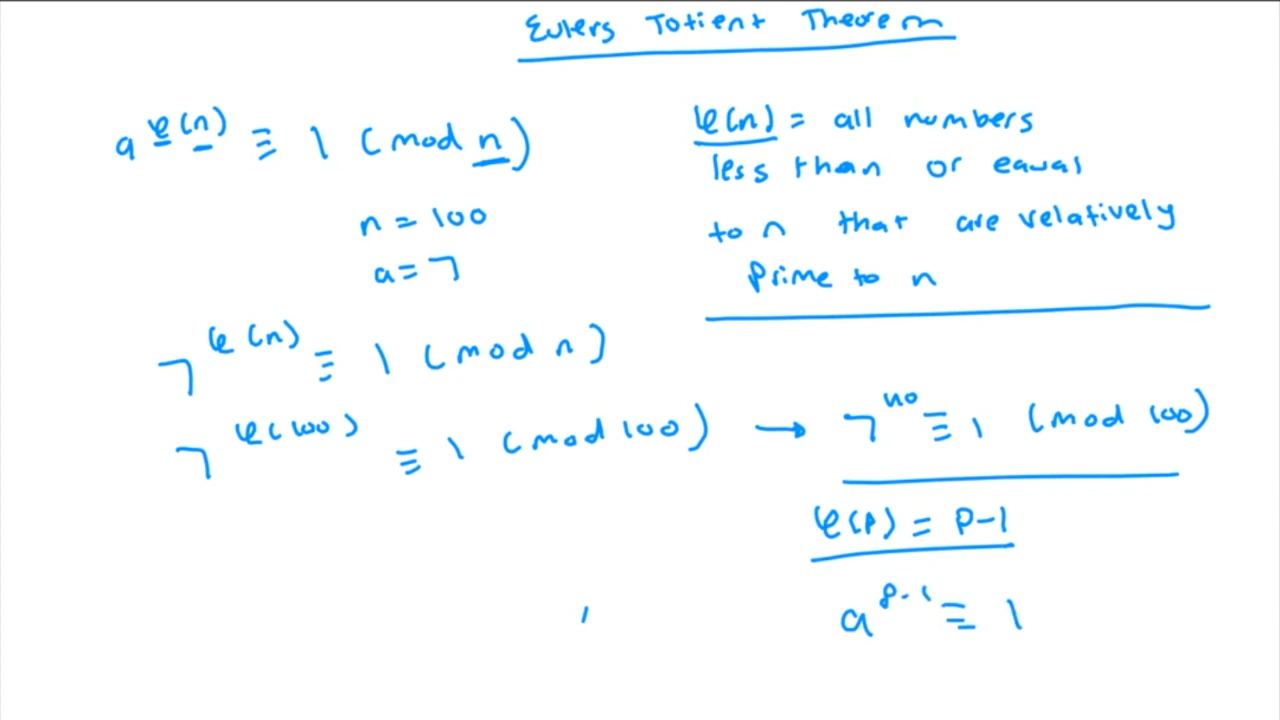 Eulers Totient Theorem
a^φ(n) ≡ 1 (mod n)
φ(n) = all numbers
less than or equal
to n that are relatively
Prime to n
n = 100
a = 7
7^φ(n) ≡ 1 (mod n)
7^φ(100) ≡ 1 (mod 100) → 7^40 ≡ 1 (mod 100)
φ(P) = P-1
a^P-1 ≡ 1